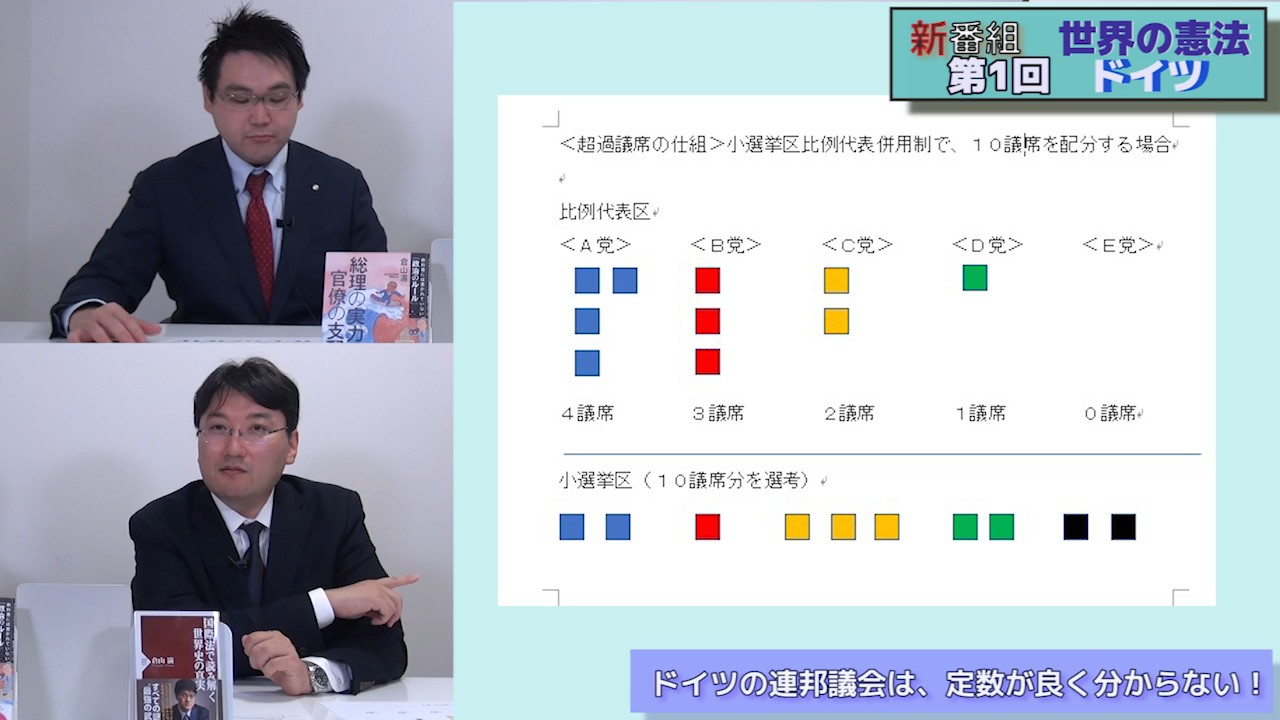 新番組 世界の憲法
第1回 ドイツ
＜超過議席の仕組＞小選挙区比例代表併用制で、１０議席を配分する場合
比例代表区
＜Ａ党＞ ＜Ｂ党＞ ＜Ｃ党＞ ＜Ｄ党＞ ＜Ｅ党＞
４議席 ３議席 ２議席 １議席 ０議席
小選挙区（１０議席分を選考）
ドイツの連邦議会は、定数が良く分からない！
倉山満
総理の実力
官僚の支
国際法で読み解く
世界史の真実
倉山 満